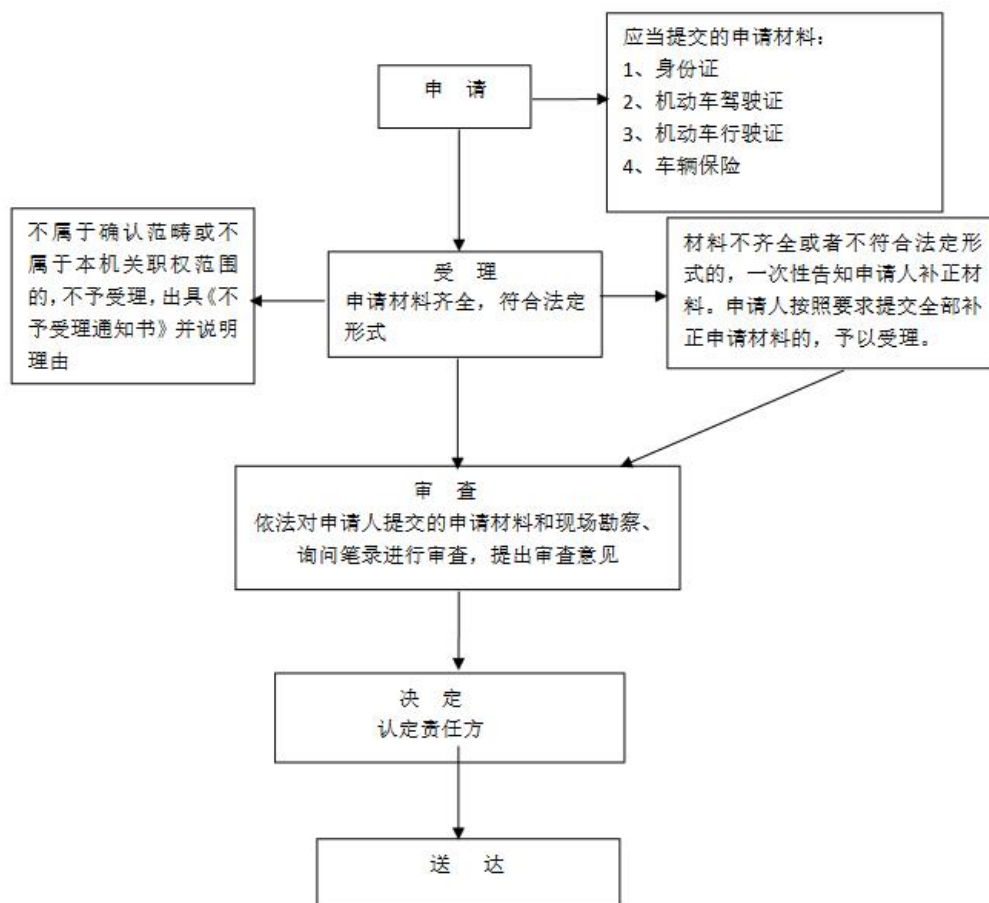 申 请
应当提交的申请材料：
1、身份证
2、机动车驾驶证
3、机动车行驶证
4、车辆保险
不属于确认范畴或不
属于本机关职权范围
的，不予受理，出具《不
予受理通知书》并说明
理由
受 理
申请材料齐全，符合法定
形式
材料不齐全或者不符合法定形
式的，一次性告知申请人补正材
料。申请人按照要求提交全部补
正申请材料的，予以受理。
审 查
依法对申请人提交的申请材料和现场勘察、
询问笔录进行审查，提出审查意见
决 定
认定责任方
送 达